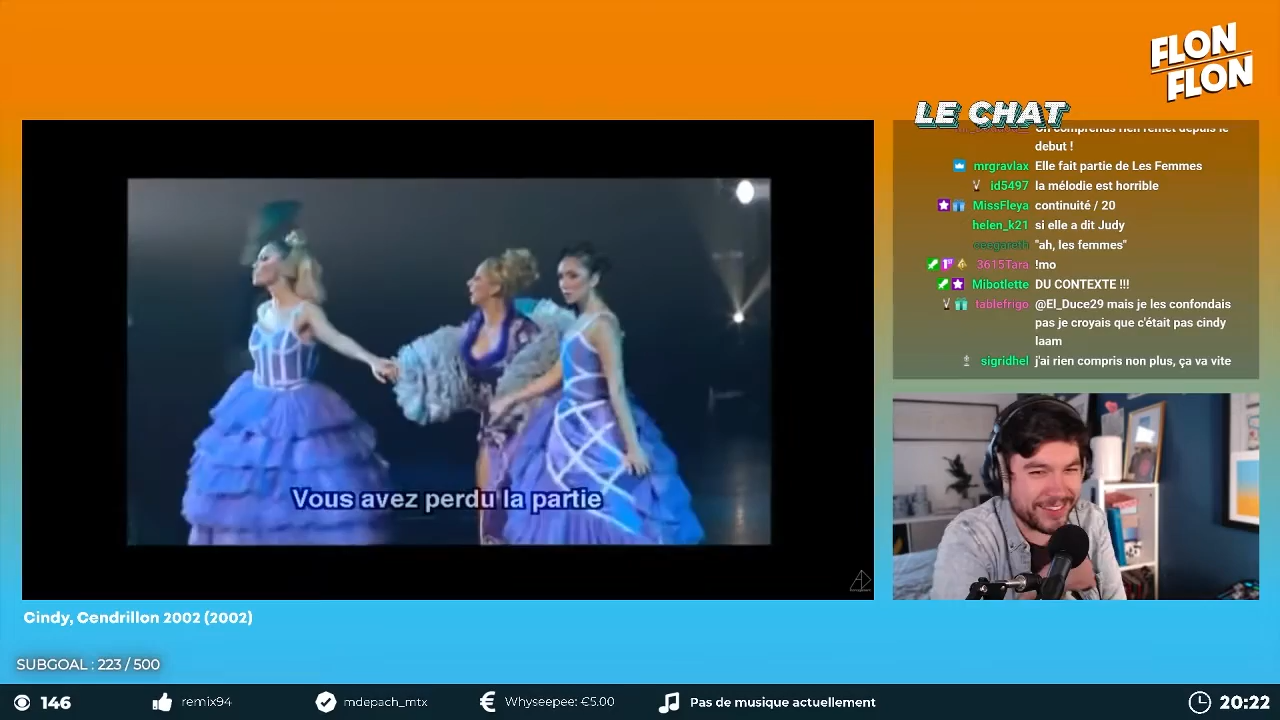 FLON
FLON
LE CHAT
On comprends rien remet depuis le
debut !
mrgravlax Elle fait partie de Les Femmes
id5497 la mélodie est horrible
MissFleya continuité / 20
helen_k21 si elle a dit Judy
"ah, les femmes"
3615Tara !mo
Mibotlette DU CONTEXTE !!!
tablefrigo @El_Duce29 mais je les confondais
pas je croyais que c'était pas cindy
laam
sigridhel j'ai rien compris non plus, ça va vite
Vous avez perdu la partie
Cindy, Cendrillon 2002 (2002)
SUBGOAL : 223 / 500
146 remix94 mdepach_mtx € Whyseepee: €5.00 Pas de musique actuellement 20:22